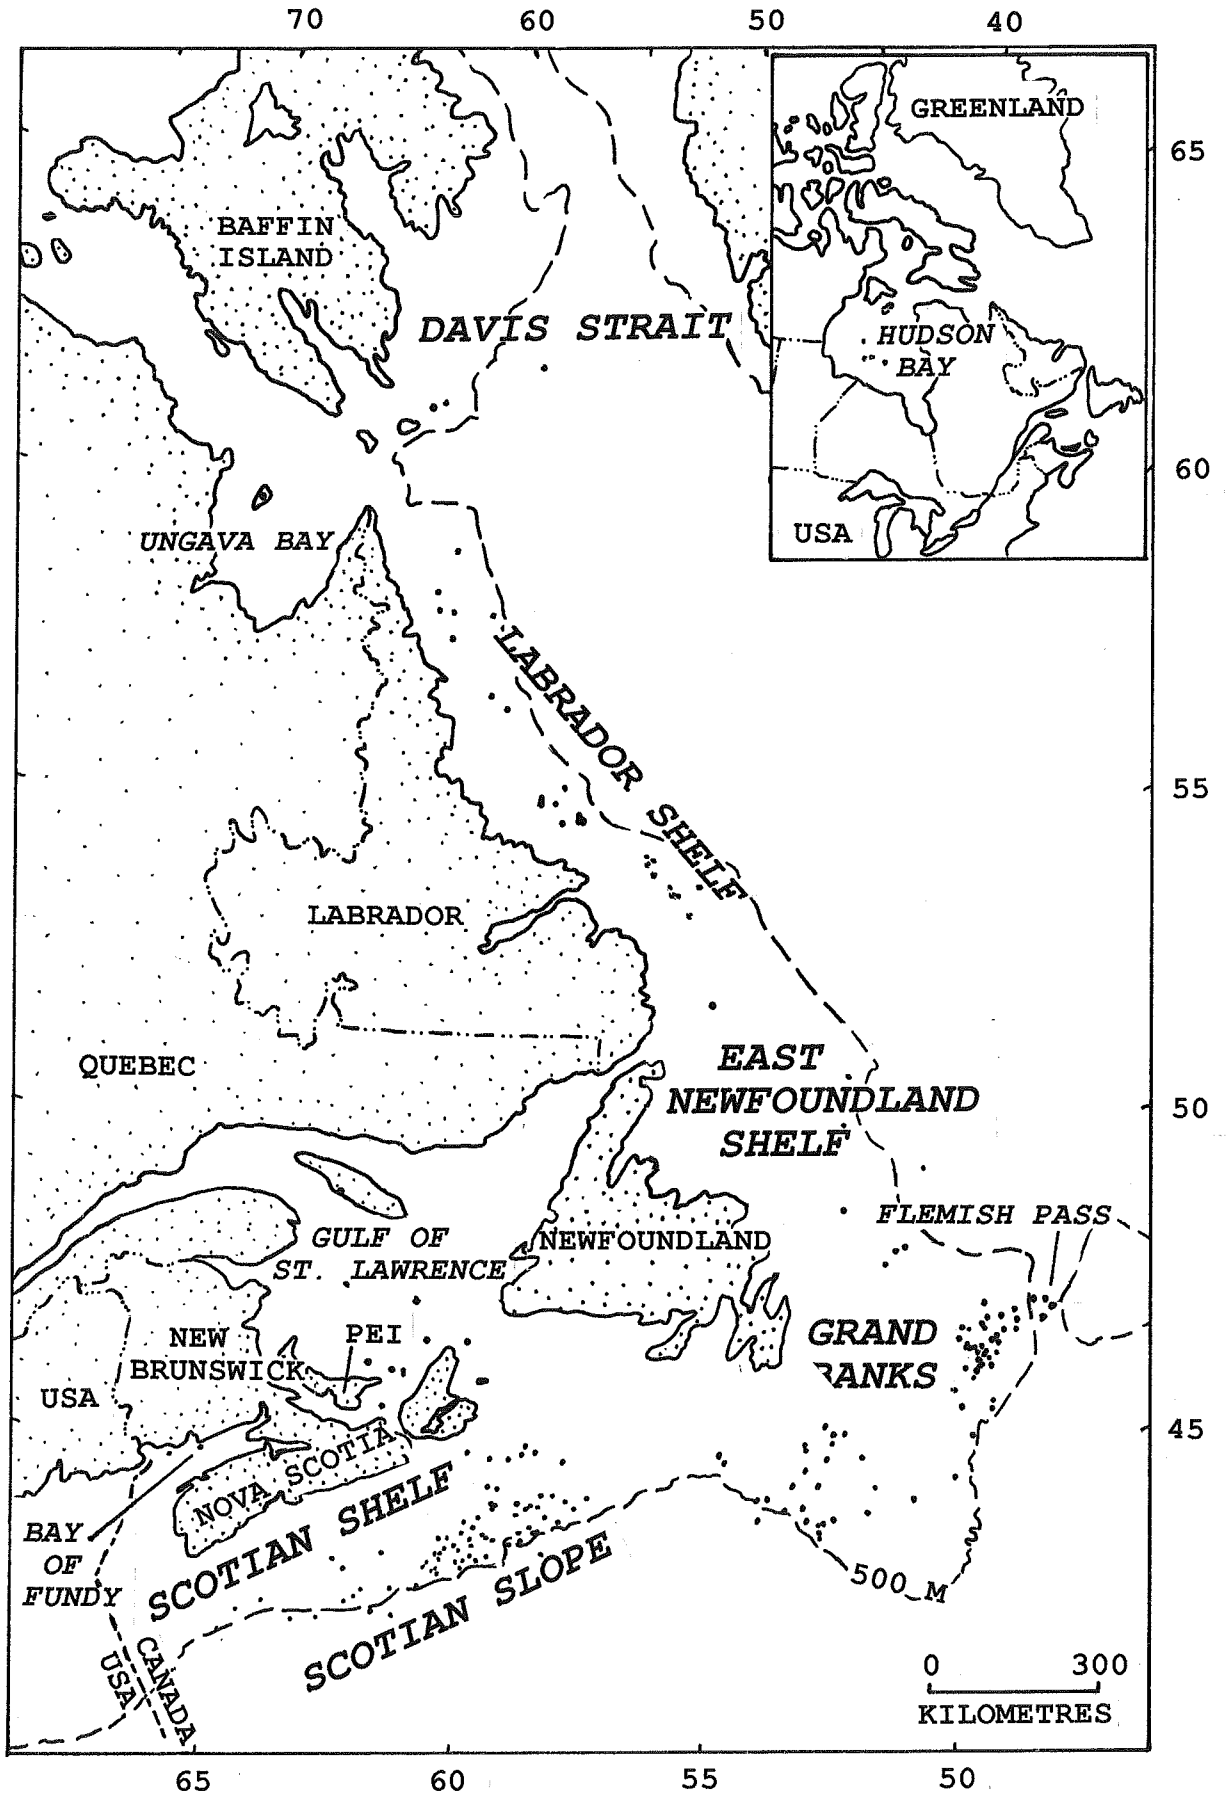 70 60 50 40
GREENLAND
65
BAFFIN
ISLAND
DAVIS STRAIT
HUDSON
BAY
60
USA
UNGAVA BAY
LABRADOR SHELF
55
LABRADOR
QUEBEC
EAST
NEWFOUNDLAND
SHELF
50
FLEMISH PASS
GULF OF
ST. LAWRENCE
NEWFOUNDLAND
NEW
BRUNSWICK
PEI
GRAND
BANKS
USA
45
NOVA SCOTIA
SCOTIAN SHELF
SCOTIAN SLOPE
BAY
OF
FUNDY
500 M
CANADA
USA
0 300
KILOMETRES
65 60 55 50